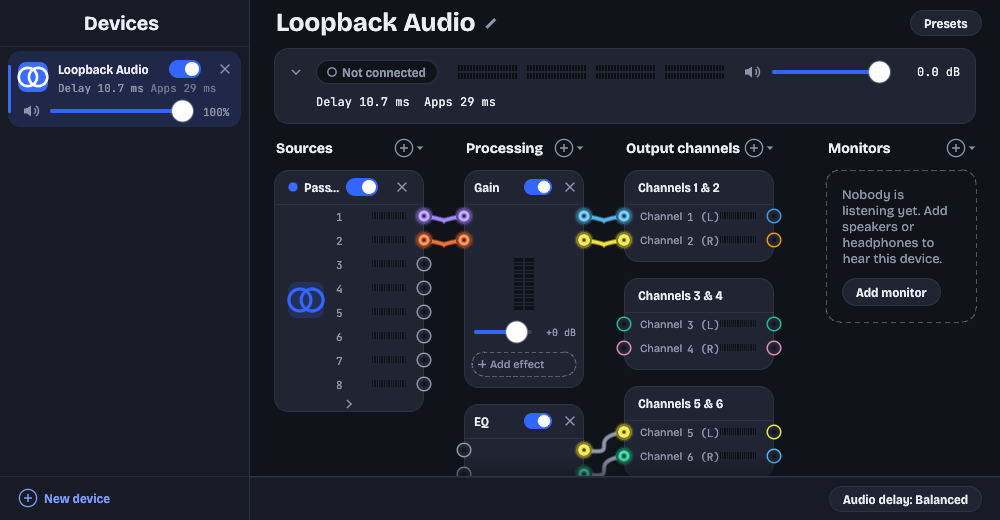 Devices
Loopback Audio
Delay 10.7 ms Apps 29 ms
100%
New device
Loopback Audio
Presets
Not connected
0.0 dB
Delay 10.7 ms Apps 29 ms
Sources
Pass...
1
2
3
4
5
6
7
8
Processing
Gain
+0 dB
+ Add effect
EQ
Output channels
Channels 1 & 2
Channel 1 (L)
Channel 2 (R)
Channels 3 & 4
Channel 3 (L)
Channel 4 (R)
Channels 5 & 6
Channel 5 (L)
Channel 6 (R)
Monitors
Nobody is
listening yet. Add
speakers or
headphones to
hear this device.
Add monitor
Audio delay: Balanced